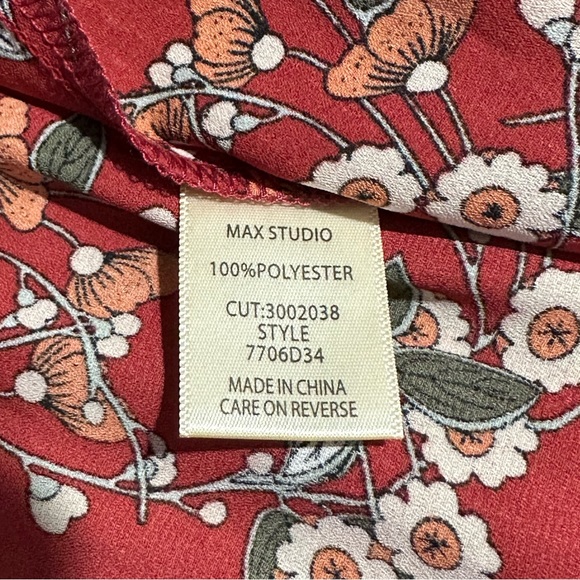 MAX STUDIO
100%POLYESTER
CUT:3002038
STYLE
7706D34
MADE IN CHINA
CARE ON REVERSE